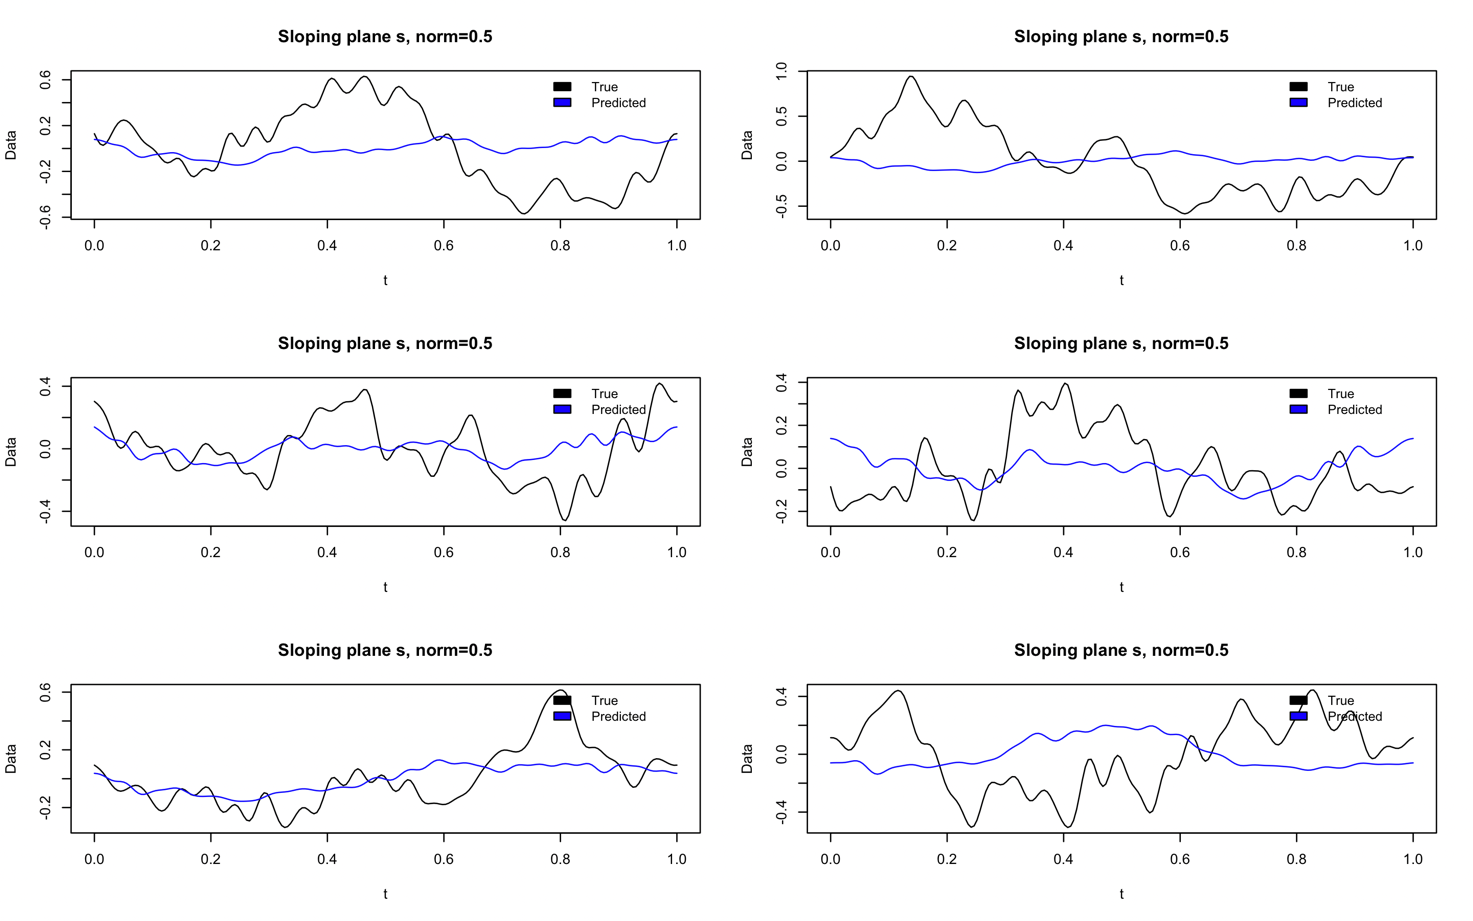 Sloping plane s, norm=0.5
Data
0.6
0.2
-0.2
-0.6
True
Predicted
0.0 0.2 0.4 0.6 0.8 1.0
t
Sloping plane s, norm=0.5
Data
1.0
0.5
0.0
-0.5
True
Predicted
0.0 0.2 0.4 0.6 0.8 1.0
t
Sloping plane s, norm=0.5
Data
0.4
0.0
-0.4
True
Predicted
0.0 0.2 0.4 0.6 0.8 1.0
t
Sloping plane s, norm=0.5
Data
0.4
0.2
0.0
-0.2
True
Predicted
0.0 0.2 0.4 0.6 0.8 1.0
t
Sloping plane s, norm=0.5
Data
0.6
0.2
-0.2
True
Predicted
0.0 0.2 0.4 0.6 0.8 1.0
t
Sloping plane s, norm=0.5
Data
0.4
0.0
-0.4
True
Predicted
0.0 0.2 0.4 0.6 0.8 1.0
t